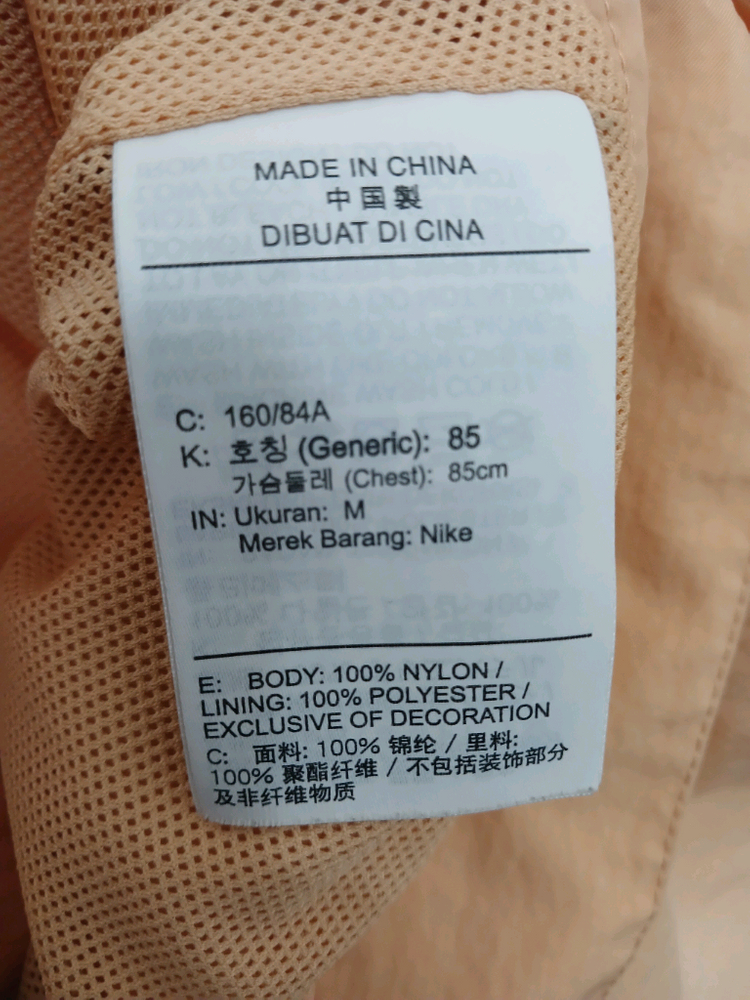 MADE IN CHINA
中国製
DIBUAT DI CINA
C: 160/84A
K: 호칭 (Generic): 85
가슴둘레 (Chest): 85cm
IN: Ukuran: M
Merek Barang: Nike
E: BODY: 100% NYLON /
LINING: 100% POLYESTER /
EXCLUSIVE OF DECORATION
C: 面料: 100% 锦纶 / 里料:
100% 聚酯纤维 / 不包括装饰部分
及非纤维物质